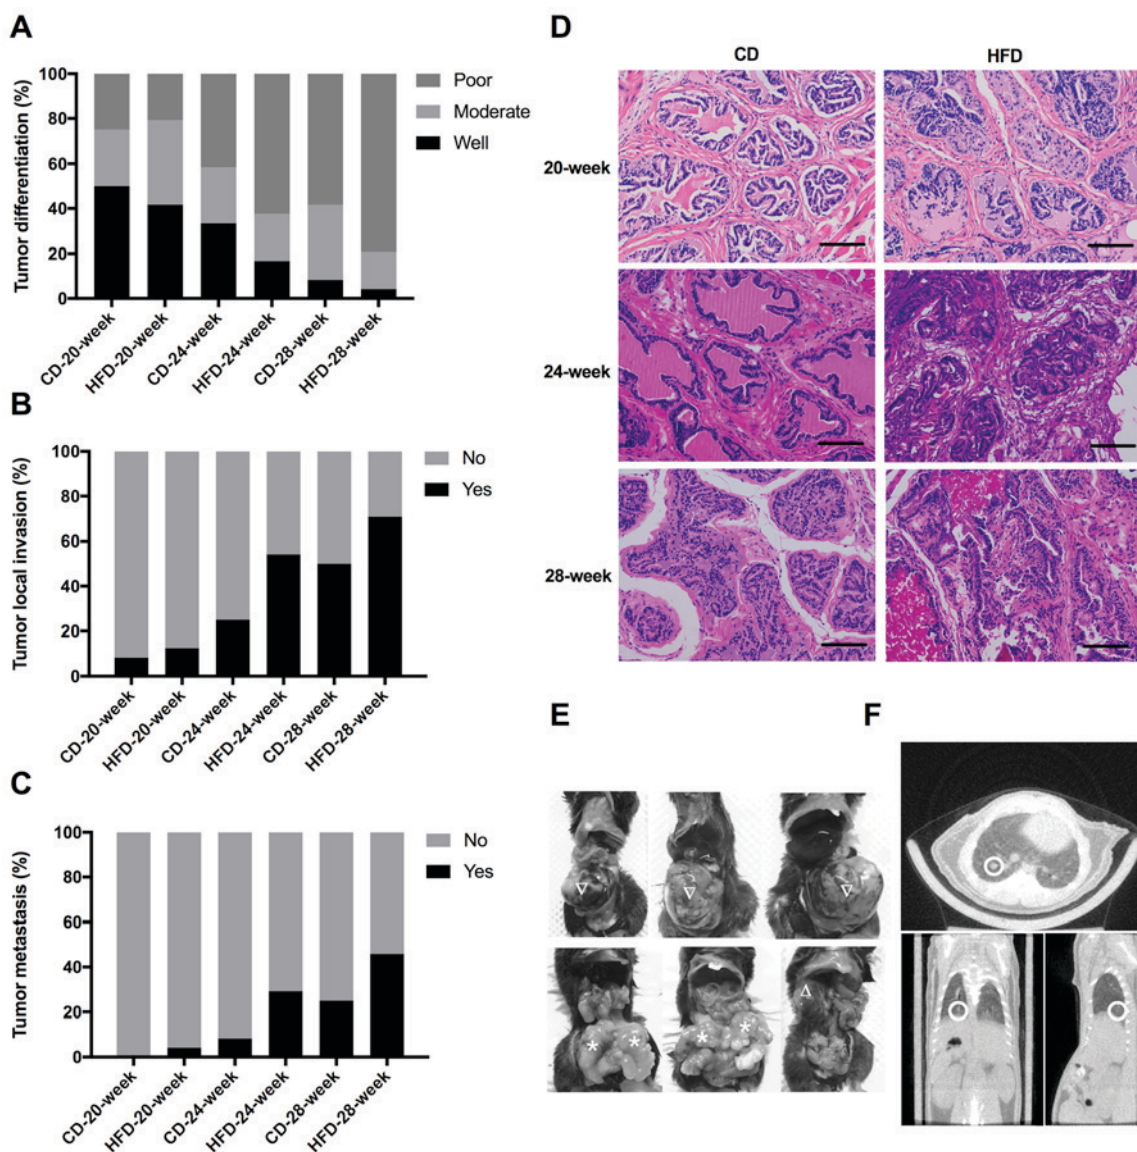 A
Tumor differentiation (%)
100
80
60
40
20
0
Poor
Moderate
Well
CD-20-week
HFD-20-week
CD-24-week
HFD-24-week
CD-28-week
HFD-28-week
B
Tumor local invasion (%)
100
80
60
40
20
0
No
Yes
CD-20-week
HFD-20-week
CD-24-week
HFD-24-week
CD-28-week
HFD-28-week
C
Tumor metastasis (%)
100
80
60
40
20
0
No
Yes
CD-20-week
HFD-20-week
CD-24-week
HFD-24-week
CD-28-week
HFD-28-week
D
CD HFD
20-week
24-week
28-week
E
F